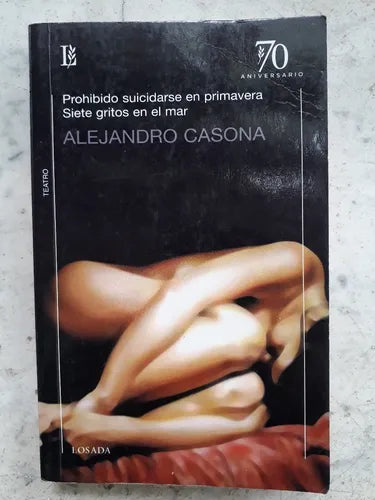 L
70
ANIVERSARIO
Prohibido suicidarse en primavera
Siete gritos en el mar
ALEJANDRO CASONA
TEATRO
LOSADA